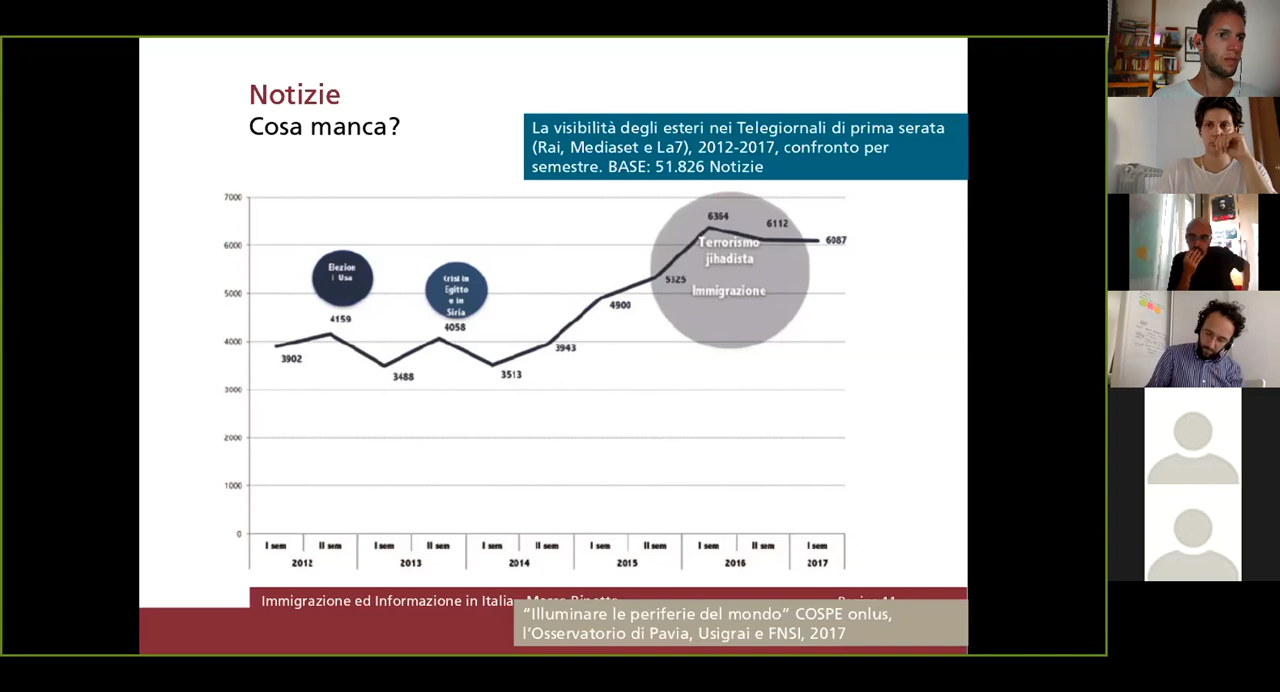 Notizie
Cosa manca?
La visibilità degli esteri nei Telegiornali di prima serata
(Rai, Mediaset e La7), 2012-2017, confronto per
semestre. BASE: 51.826 Notizie
7000
6000
5000
4000
3000
2000
1000
0
Elezion
i Usa
Crisi in
Egitto
e in
Siria
Terrorismo
jihadista
Immigrazione
3902
4159
3488
4058
3513
3943
4900
5325
6364
6112
6087
I sem
II sem
I sem
II sem
I sem
II sem
I sem
II sem
I sem
II sem
I sem
2012
2013
2014
2015
2016
2017
Immigrazione ed Informazione in Italia
“Illuminare le periferie del mondo” COSPE onlus,
l’Osservatorio di Pavia, Usigrai e FNSI, 2017